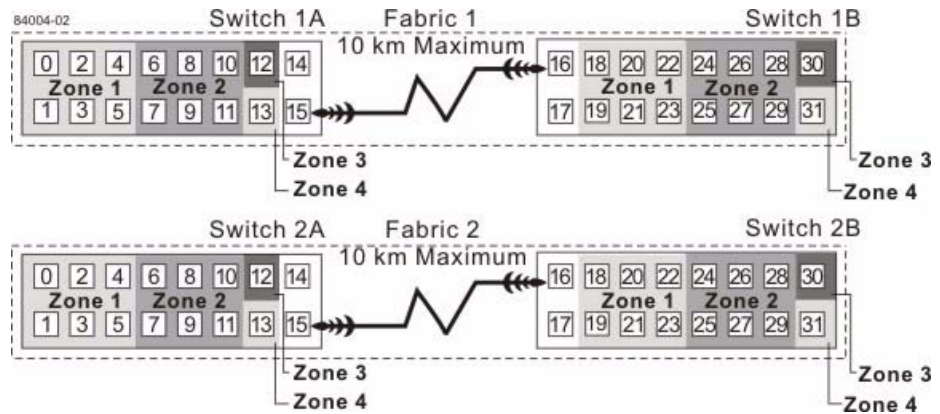 84004-02
Switch 1A Fabric 1 Switch 1B
10 km Maximum
0 2 4 6 8 10 12 14 16 18 20 22 24 26 28 30
Zone 1 Zone 2 Zone 1 Zone 2
1 3 5 7 9 11 13 15 17 19 21 23 25 27 29 31
Zone 3 Zone 3
Zone 4 Zone 4
Switch 2A Fabric 2 Switch 2B
10 km Maximum
0 2 4 6 8 10 12 14 16 18 20 22 24 26 28 30
Zone 1 Zone 2 Zone 1 Zone 2
1 3 5 7 9 11 13 15 17 19 21 23 25 27 29 31
Zone 3 Zone 3
Zone 4 Zone 4